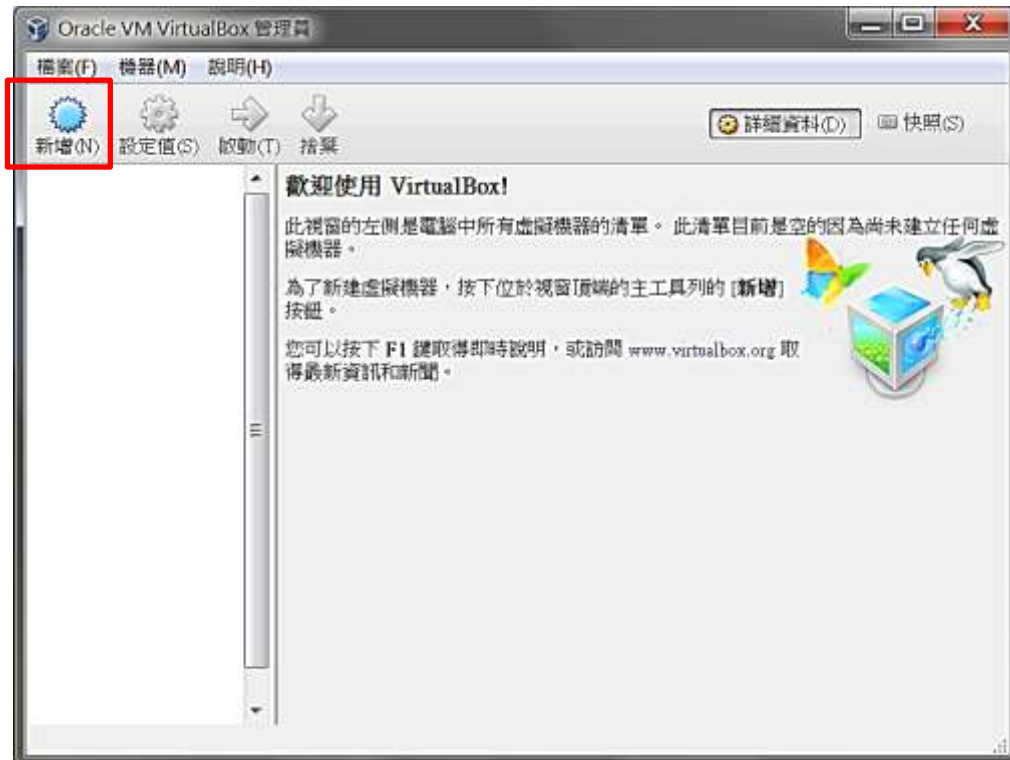 Oracle VM VirtualBox 管理員
檔案(F) 機器(M) 說明(H)
新增(N) 設定值(S) 啟動(T) 捨棄 詳細資料(D) 快照(S)
歡迎使用 VirtualBox!
此視窗的左側是電腦中所有虛擬機器的清單。 此清單目前是空的因為尚未建立任何虛
擬機器。
為了新建虛擬機器，按下位於視窗頂端的主工具列的 [新增]
按鈕。
您可以按下 F1 鍵取得即時說明，或訪問 www.virtualbox.org 取
得最新資訊和新聞。